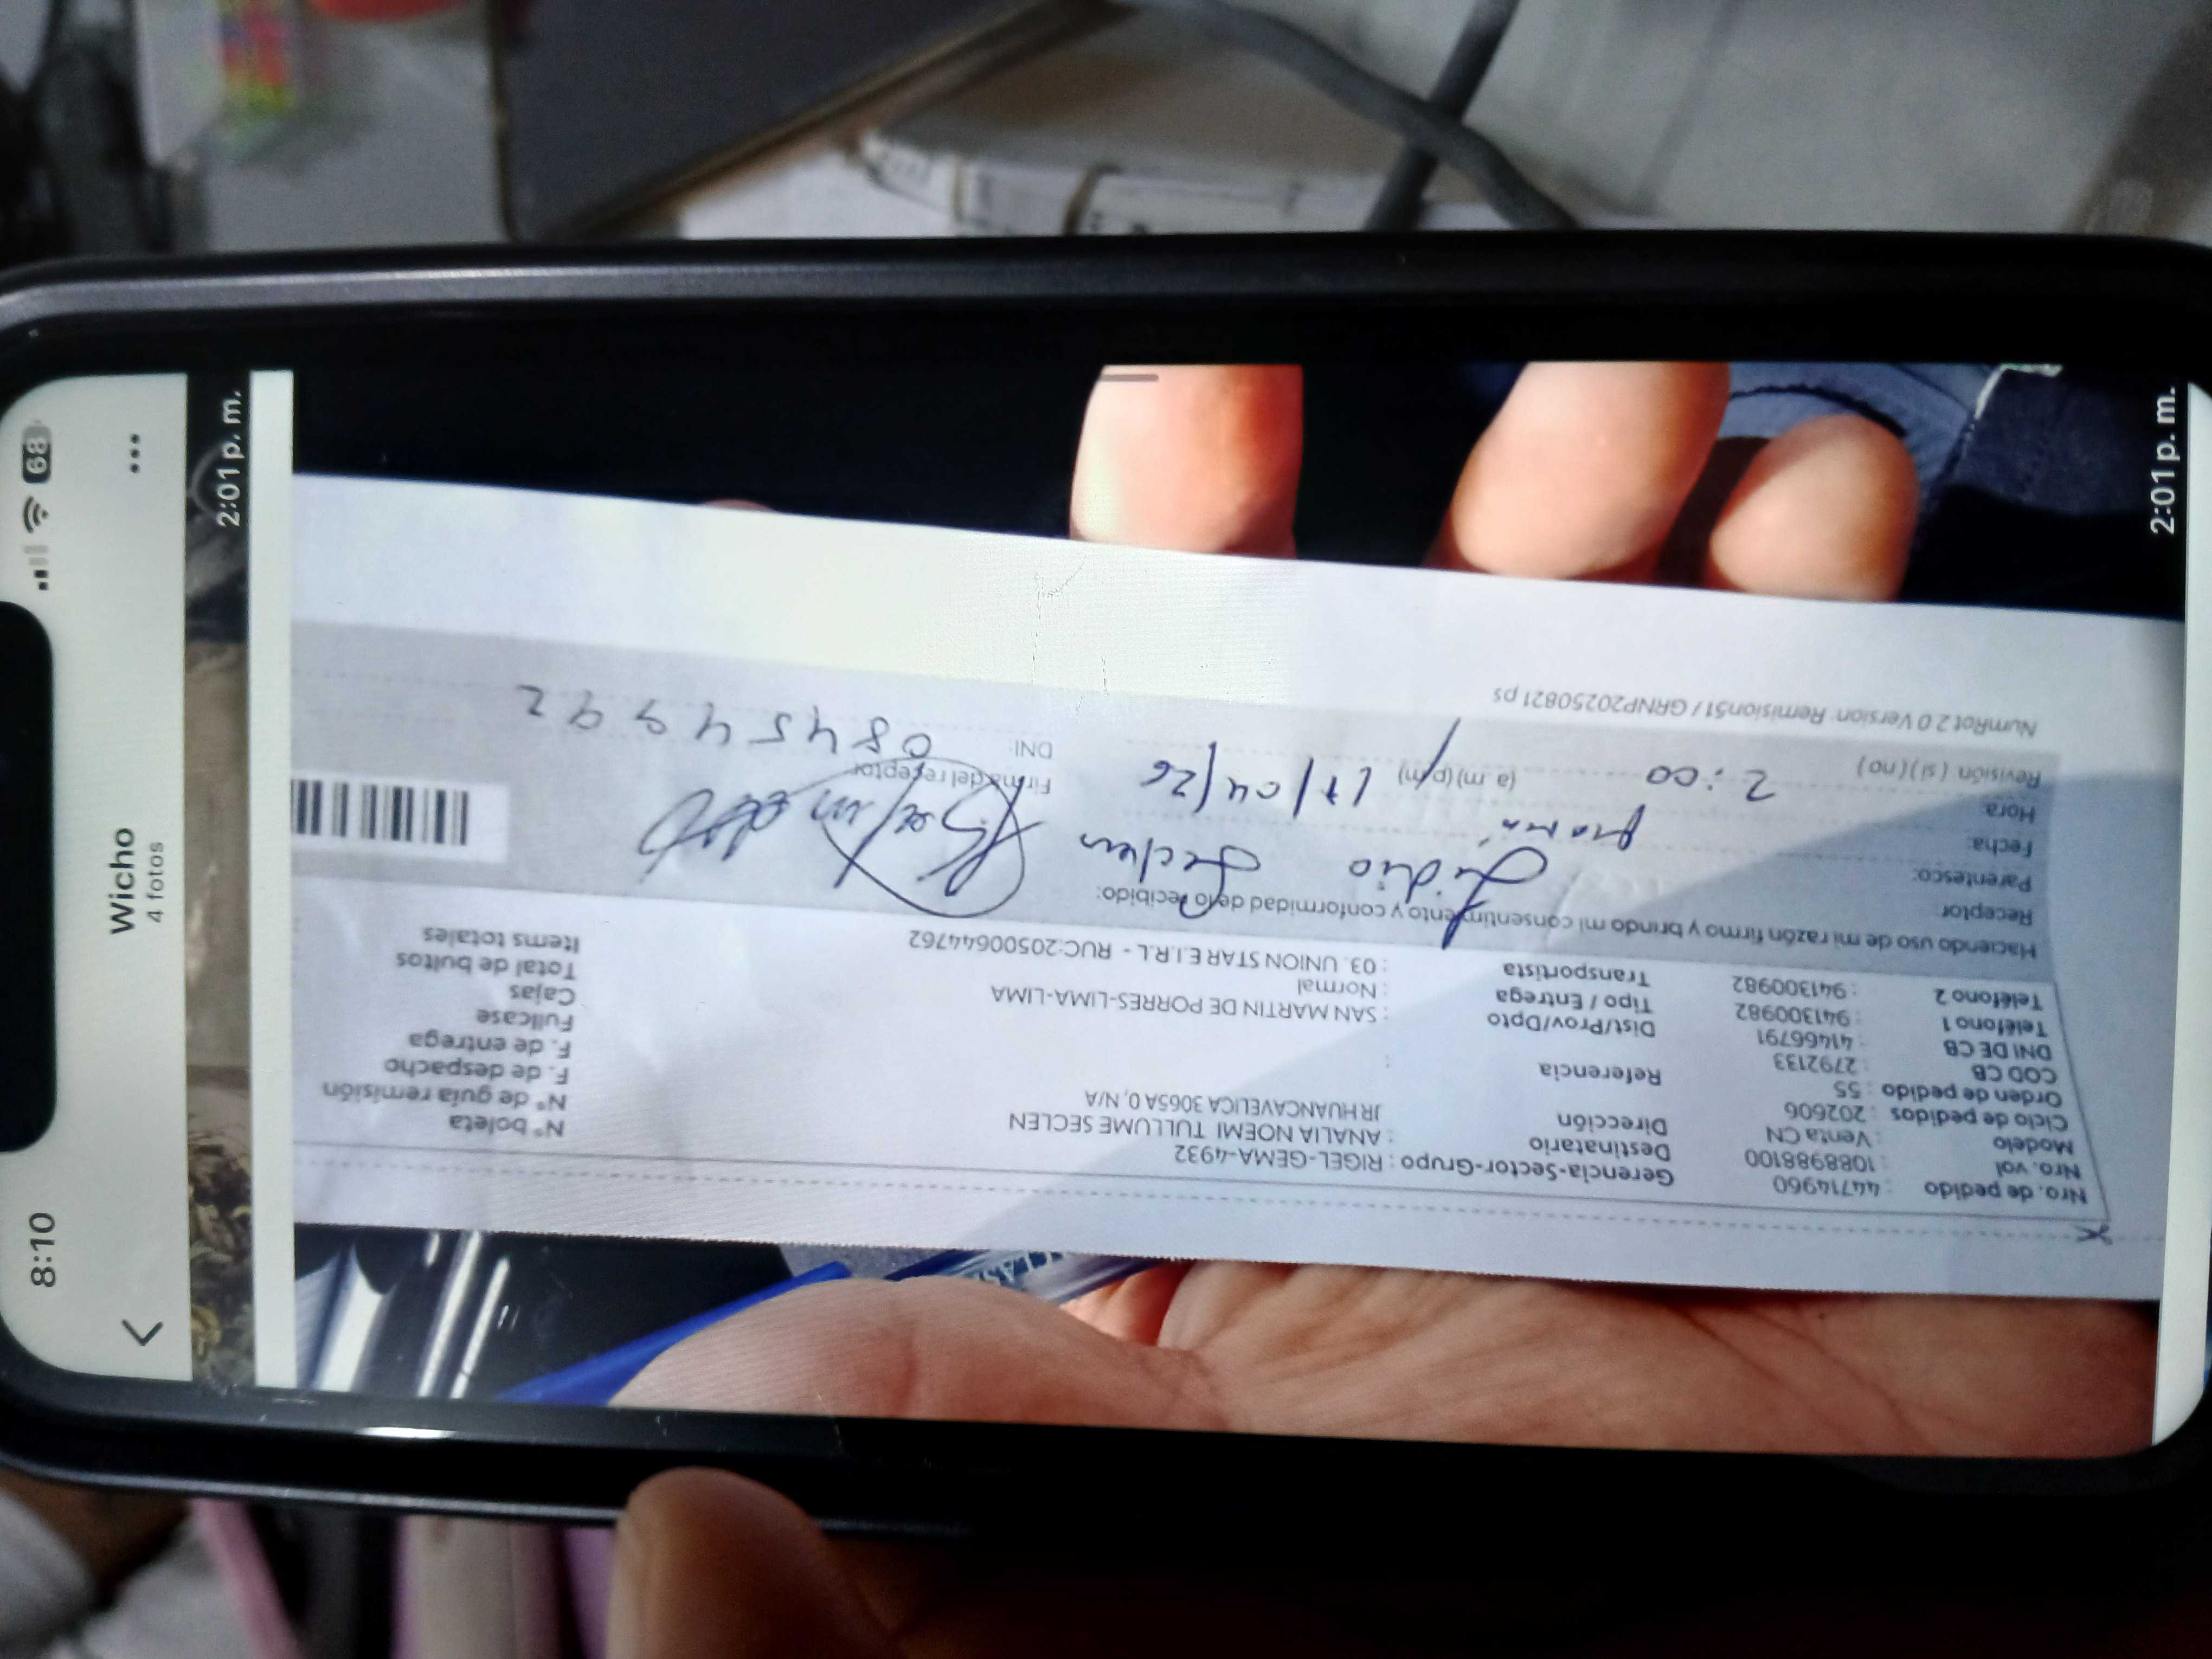 8:10
68
Wicho
4 fotos
2:01 p. m.
Nro. de pedido : 44714960
Nro. vol : 1088988100
Modelo : Venta CN
Ciclo de pedidos : 202606
Orden de pedido : 55
COD CB : 2792133
DNI DE CB : 41466791
Teléfono 1 : 941300982
Teléfono 2 : 941300982
Gerencia-Sector-Grupo : RIGEL-GEMA-4932
Destinatario : ANALIA NOEMI TULLUME SECLEN
Dirección : JR HUANCAVELICA 3065A 0, N/A
Referencia :
Dist/Prov/Dpto : SAN MARTIN DE PORRES-LIMA-LIMA
Tipo / Entrega : Normal
Transportista : 03. UNION STAR E.I.R.L - RUC:20500644762
N° boleta
N° de guía remisión
F. de despacho
F. de entrega
Fullcase
Cajas
Total de bultos
Items totales
Haciendo uso de mi razón firmo y brindo mi consentimiento y conformidad de lo recibido:
Receptor: Lidia Seclen
Parentesco: mamá
Fecha: 17/04/26
Hora: 2:00 (a m) (p m)
Revisión (si) (no)
Firma del receptor
DNI: 08454992
NumRot 2.0 Version: Remision51 / GRNP20250821 ps
2:01 p. m.